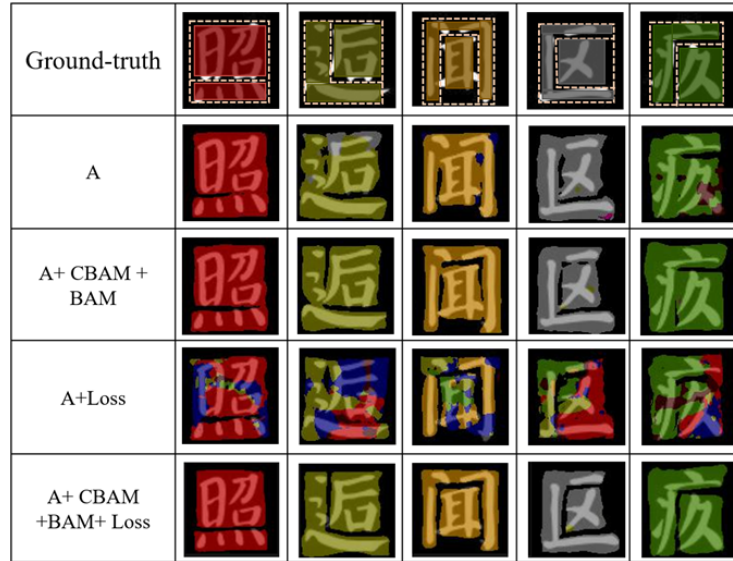 Ground-truth 照 逅 闻 区 疚
A 照 逅 闻 区 疚
A+ CBAM +
BAM 照 逅 闻 区 疚
A+Loss 照 逅 闻 区 疚
A+ CBAM
+BAM+ Loss 照 逅 闻 区 疚